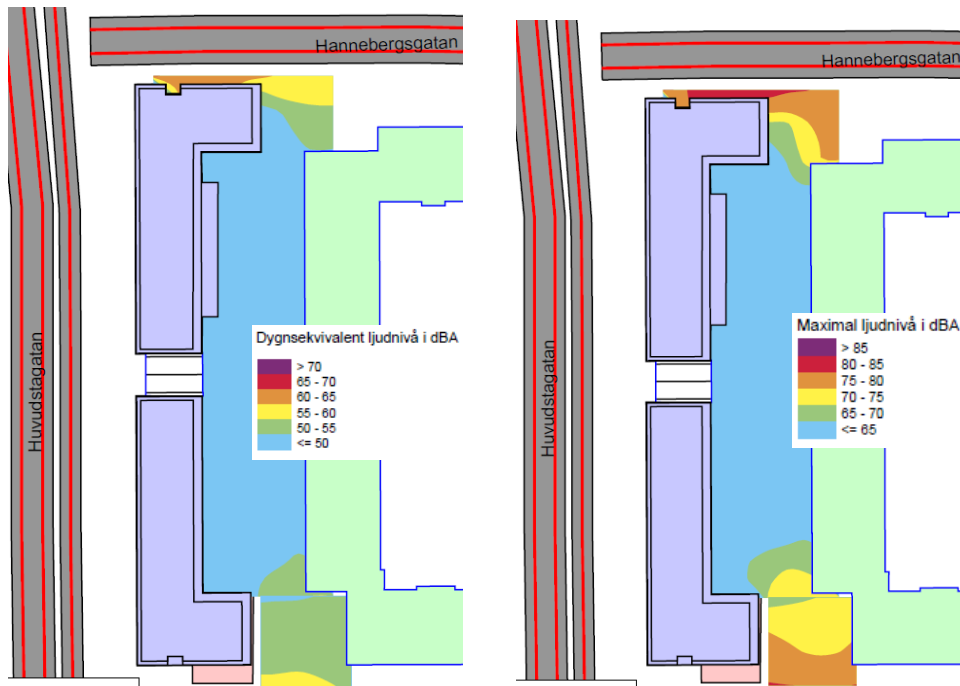 Hannebergsgatan
Huvudstagatan
Dygnsekvivalent ljudnivå i dBA
> 70
65 - 70
60 - 65
55 - 60
50 - 55
<= 50
Hannebergsgatan
Huvudstagatan
Maximal ljudnivå i dBA
> 85
80 - 85
75 - 80
70 - 75
65 - 70
<= 65